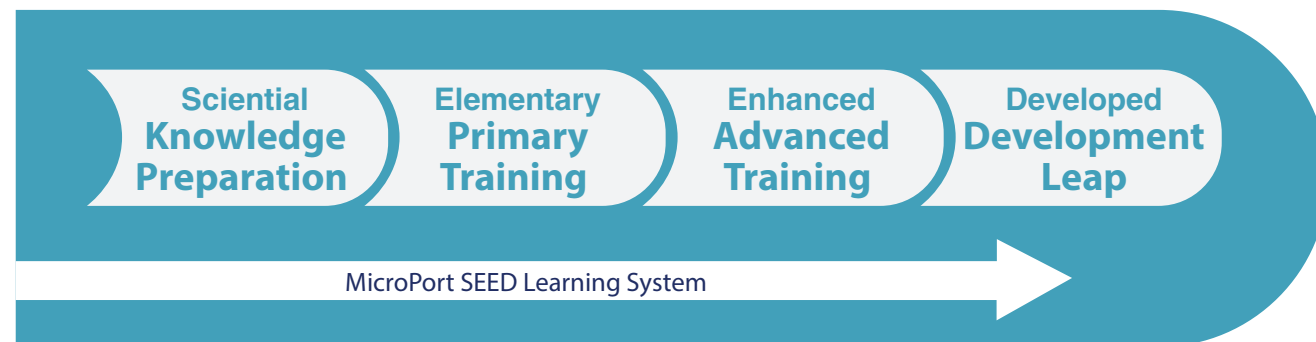 Sciential
Knowledge
Preparation
Elementary
Primary
Training
Enhanced
Advanced
Training
Developed
Development
Leap
MicroPort SEED Learning System